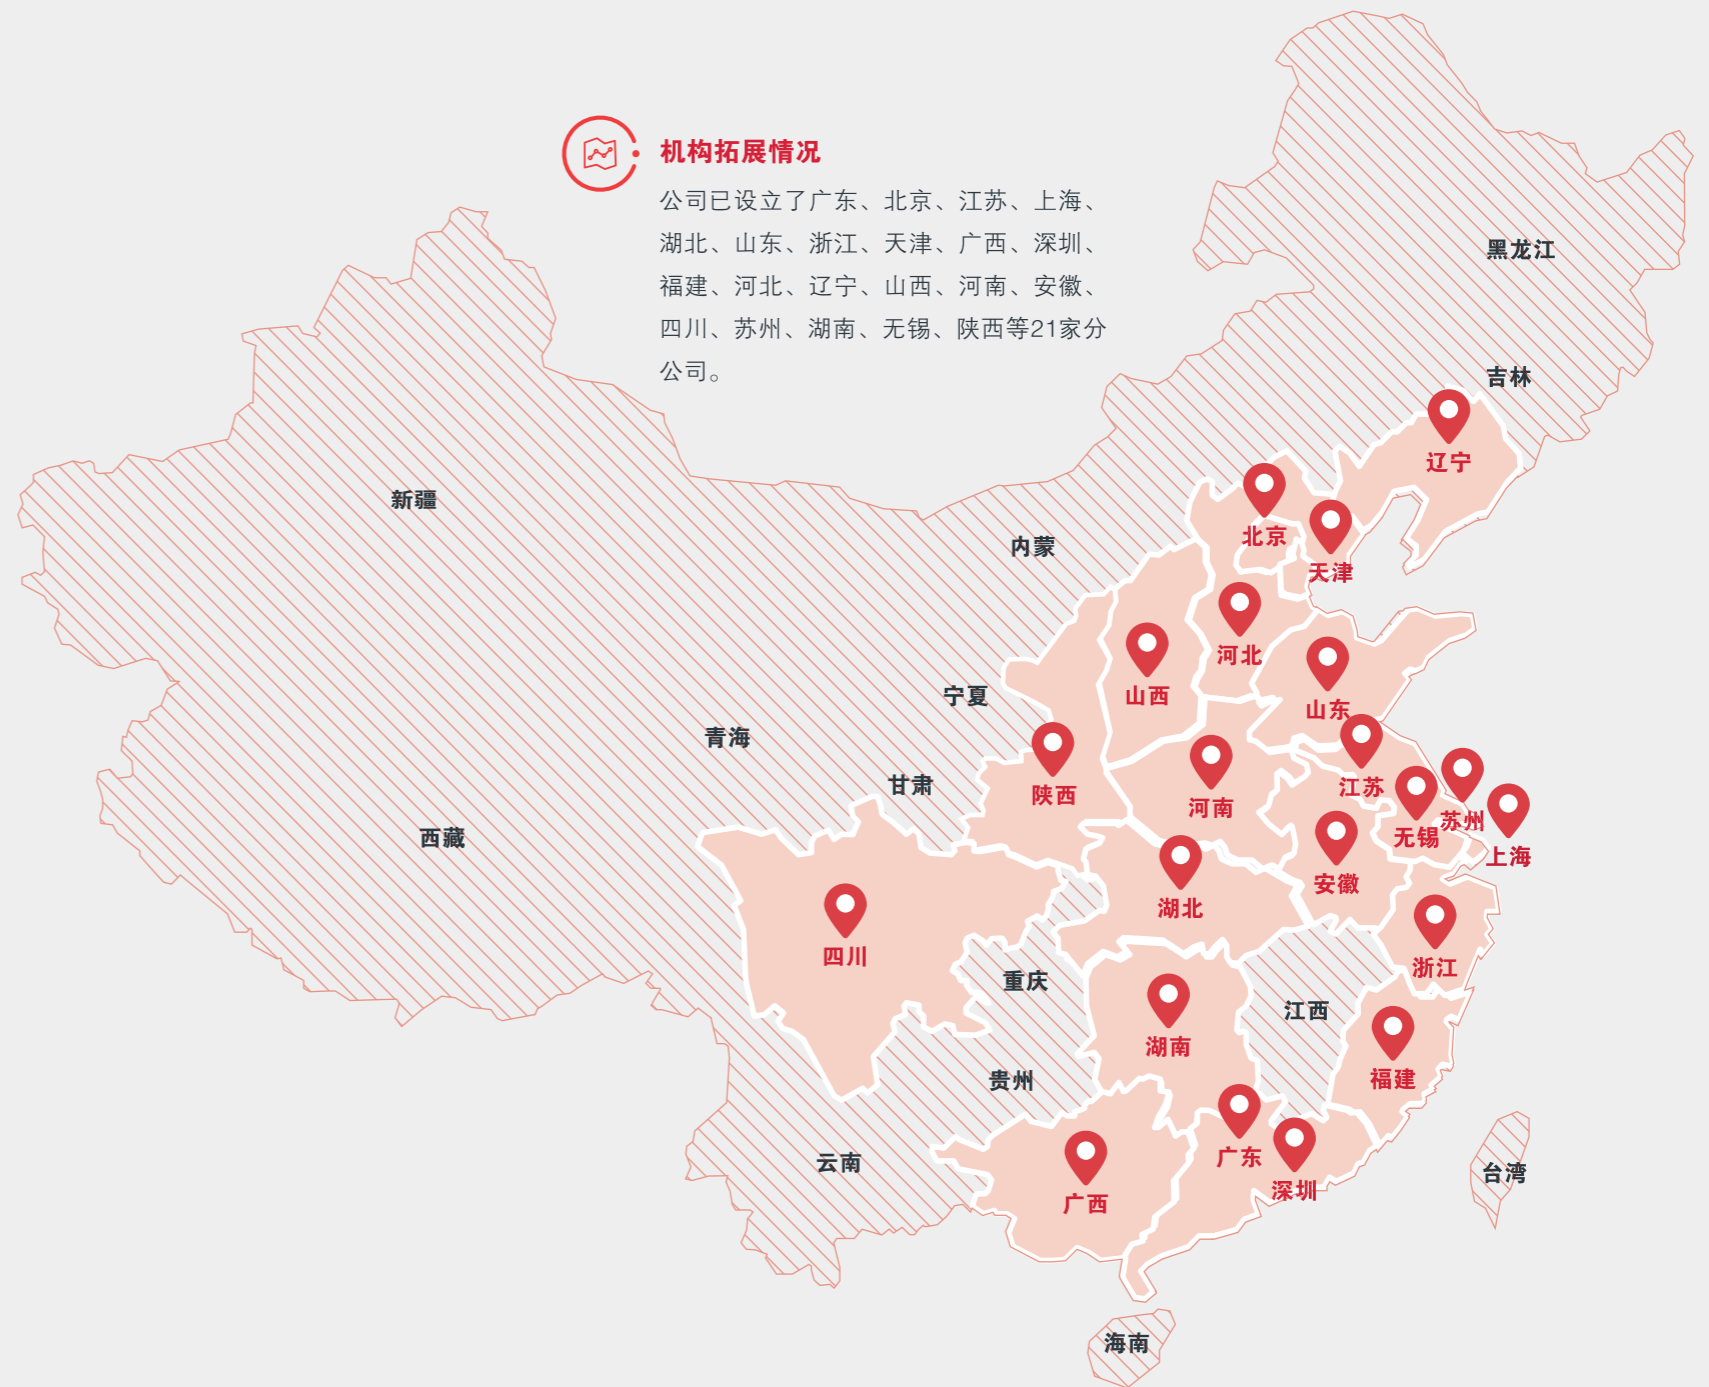 机构拓展情况
公司已设立了广东、北京、江苏、上海、
湖北、山东、浙江、天津、广西、深圳、
福建、河北、辽宁、山西、河南、安徽、
四川、苏州、湖南、无锡、陕西等21家分
公司。
黑龙江
吉林
辽宁
新疆
北京
内蒙
天津
河北
宁夏
山西
山东
青海
甘肃
陕西
江苏
河南
苏州
西藏
无锡
上海
安徽
湖北
四川
浙江
重庆
江西
湖南
福建
贵州
广东
云南
台湾
深圳
广西
海南